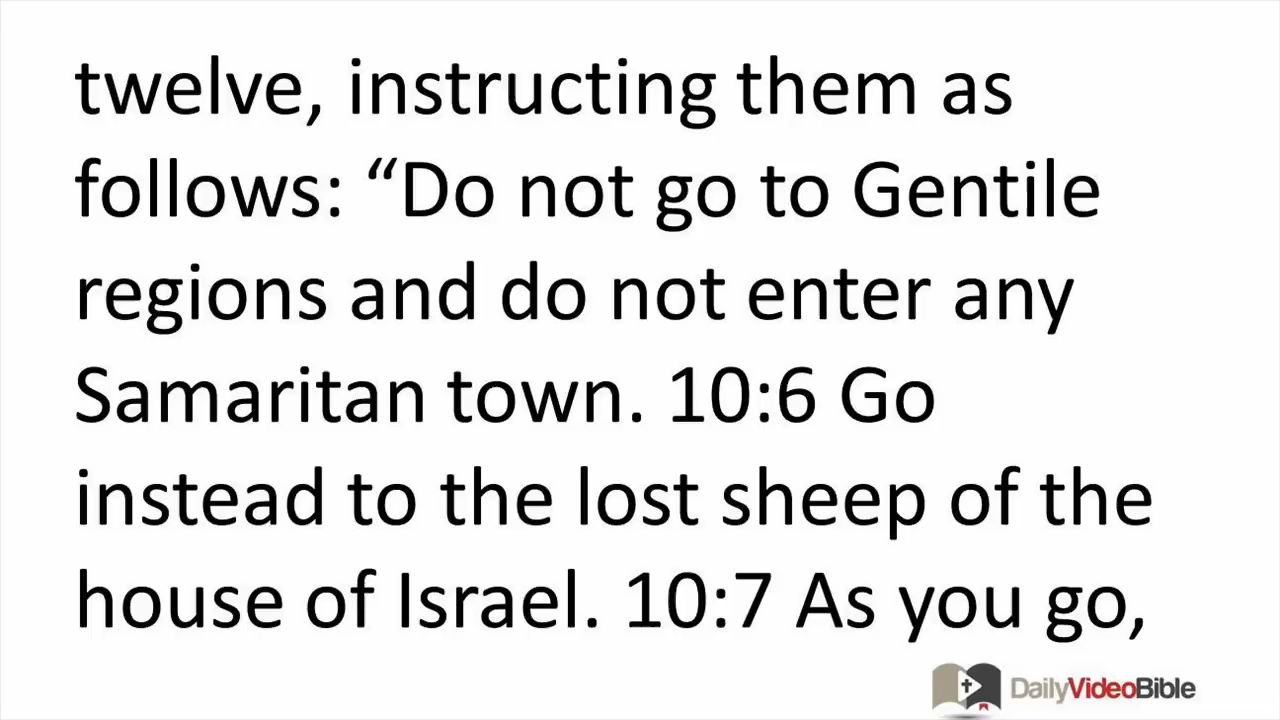 twelve, instructing them as
follows: “Do not go to Gentile
regions and do not enter any
Samaritan town. 10:6 Go
instead to the lost sheep of the
house of Israel. 10:7 As you go,
DailyVideoBible